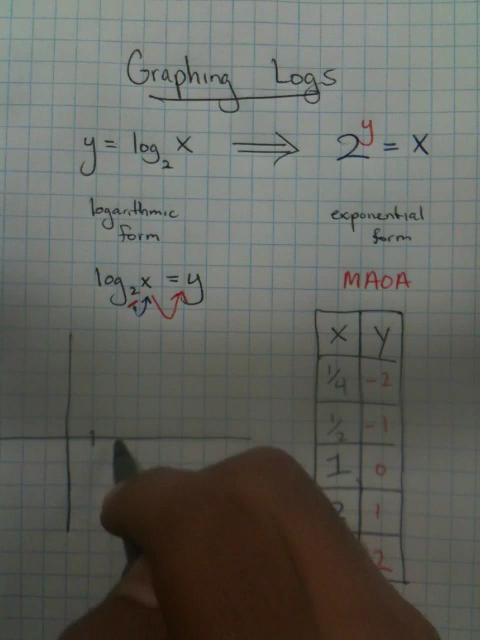 Graphing Logs
y = log₂ x ⟹ 2ʸ = x
logarithmic form
exponential form
log₂ x = y
MAOA
X Y
1/4 -2
1/2 -1
1 0
2 1
2